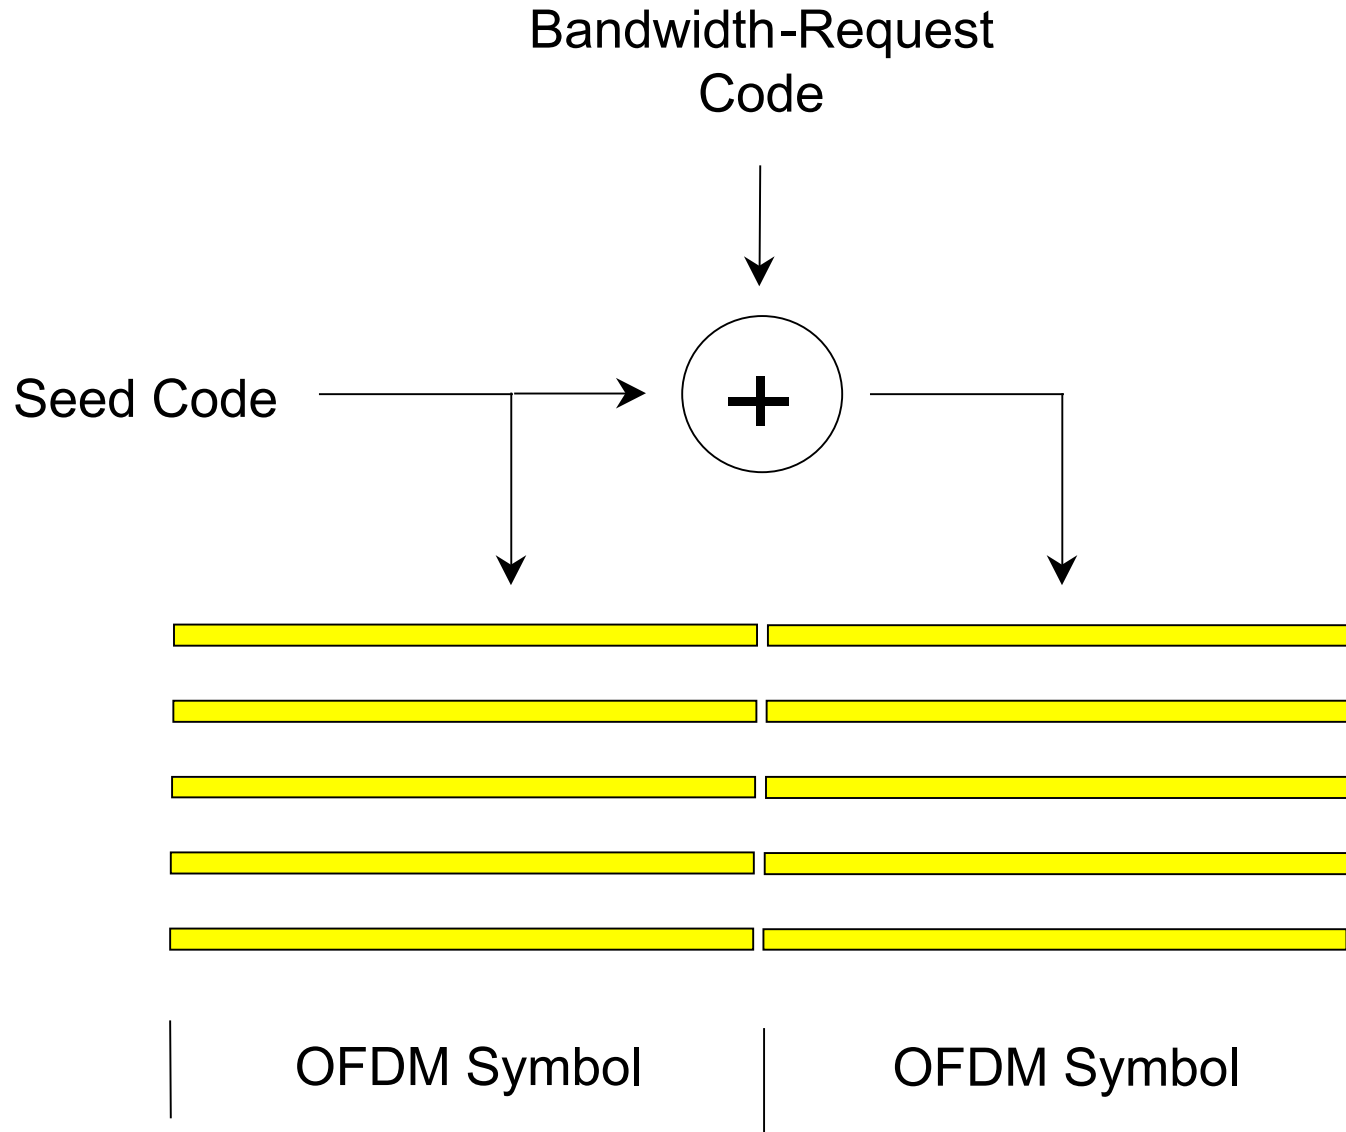 Bandwidth-Request
Code
Seed Code
+
OFDM Symbol
OFDM Symbol